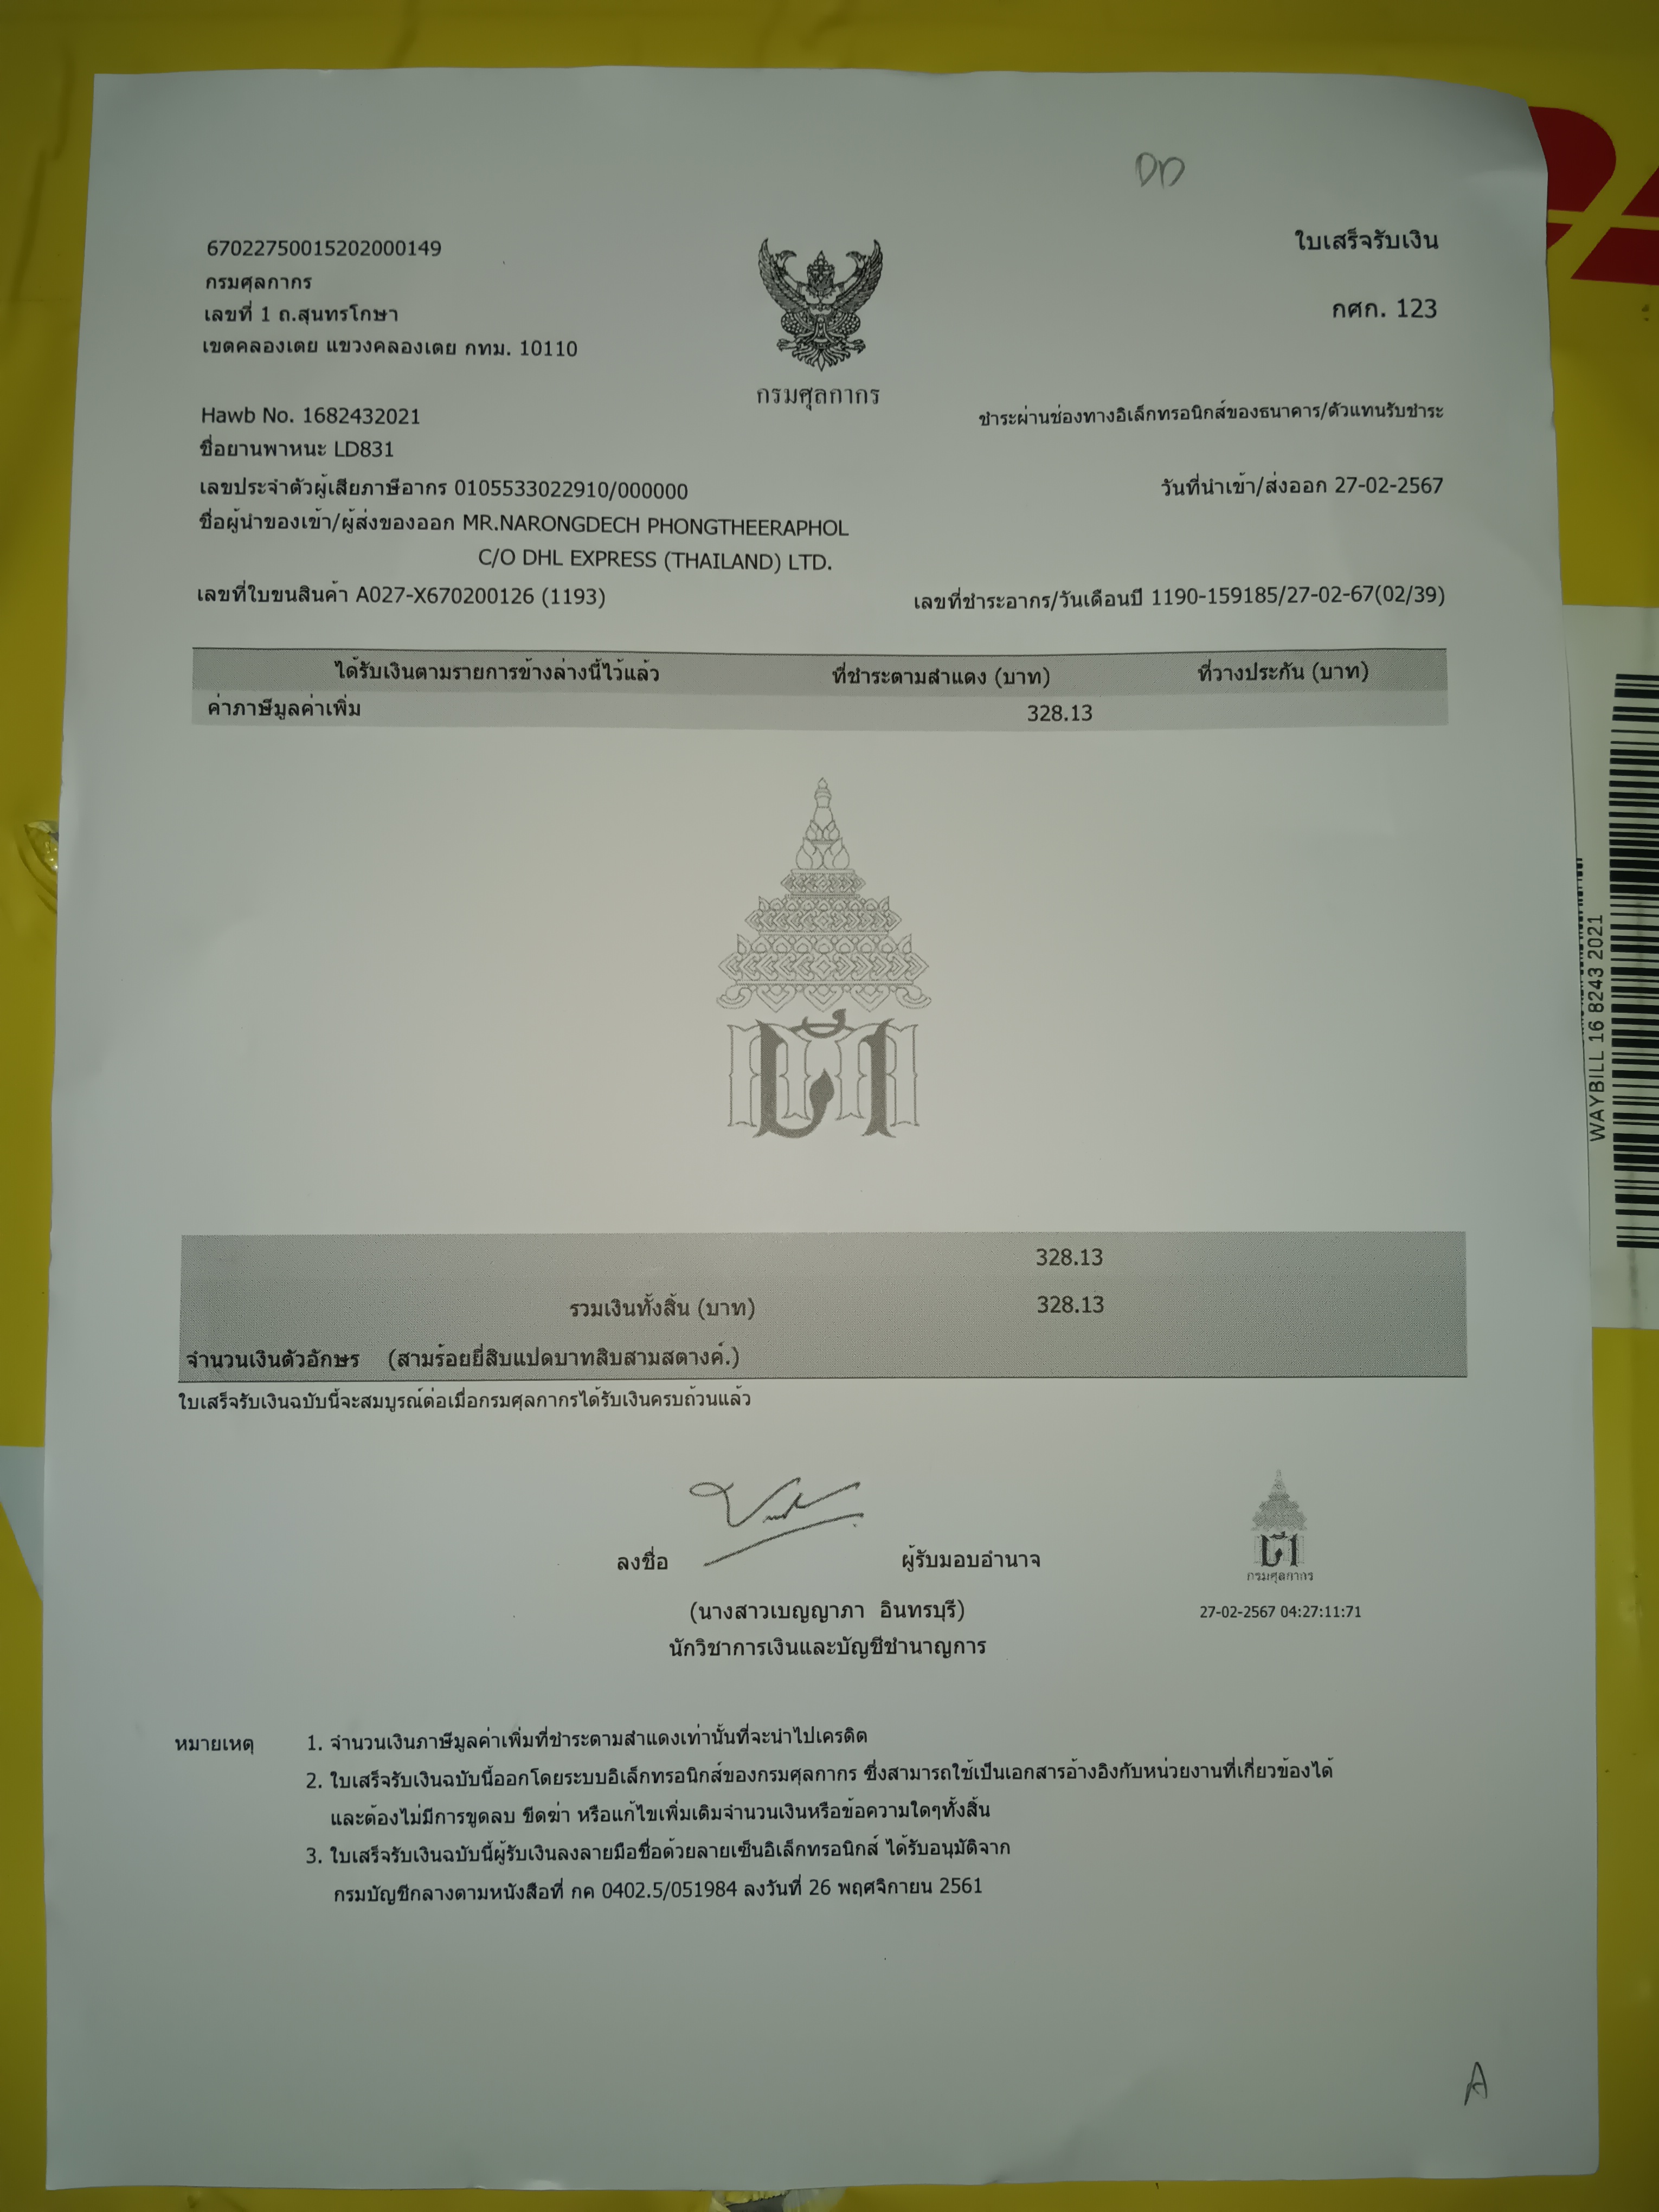 DD
67022750015202000149
กรมศุลกากร
เลขที่ 1 ถ.สุนทรโกษา
เขตคลองเตย แขวงคลองเตย กทม. 10110
กรมศุลกากร
ใบเสร็จรับเงิน
กศก. 123
Hawb No. 1682432021
ชำระผ่านช่องทางอิเล็กทรอนิกส์ของธนาคาร/ตัวแทนรับชำระ
ชื่อยานพาหนะ LD831
เลขประจำตัวผู้เสียภาษีอากร 0105533022910/000000
วันที่นำเข้า/ส่งออก 27-02-2567
ชื่อผู้นำของเข้า/ผู้ส่งของออก MR.NARONGDECH PHONGTHEERAPHOL
C/O DHL EXPRESS (THAILAND) LTD.
เลขที่ใบขนสินค้า A027-X670200126 (1193)
เลขที่ชำระอากร/วันเดือนปี 1190-159185/27-02-67(02/39)
ได้รับเงินตามรายการข้างล่างนี้ไว้แล้ว ที่ชำระตามสำแดง (บาท) ที่วางประกัน (บาท)
ค่าภาษีมูลค่าเพิ่ม 328.13
328.13
รวมเงินทั้งสิ้น (บาท) 328.13
จำนวนเงินตัวอักษร (สามร้อยยี่สิบแปดบาทสิบสามสตางค์.)
ใบเสร็จรับเงินฉบับนี้จะสมบูรณ์ต่อเมื่อกรมศุลกากรได้รับเงินครบถ้วนแล้ว
ลงชื่อ ผู้รับมอบอำนาจ
(นางสาวเบญญาภา อินทรบุรี)
นักวิชาการเงินและบัญชีชำนาญการ
กรมศุลกากร
27-02-2567 04:27:11:71
หมายเหตุ 1. จำนวนเงินภาษีมูลค่าเพิ่มที่ชำระตามสำแดงเท่านั้นที่จะนำไปเครดิต
2. ใบเสร็จรับเงินฉบับนี้ออกโดยระบบอิเล็กทรอนิกส์ของกรมศุลกากร ซึ่งสามารถใช้เป็นเอกสารอ้างอิงกับหน่วยงานที่เกี่ยวข้องได้
และต้องไม่มีการขูดลบ ขีดฆ่า หรือแก้ไขเพิ่มเติมจำนวนเงินหรือข้อความใดๆทั้งสิ้น
3. ใบเสร็จรับเงินฉบับนี้ผู้รับเงินลงลายมือชื่อด้วยลายเซ็นอิเล็กทรอนิกส์ ได้รับอนุมัติจาก
กรมบัญชีกลางตามหนังสือที่ กค 0402.5/051984 ลงวันที่ 26 พฤศจิกายน 2561
A
WAYBILL 16 8243 2021